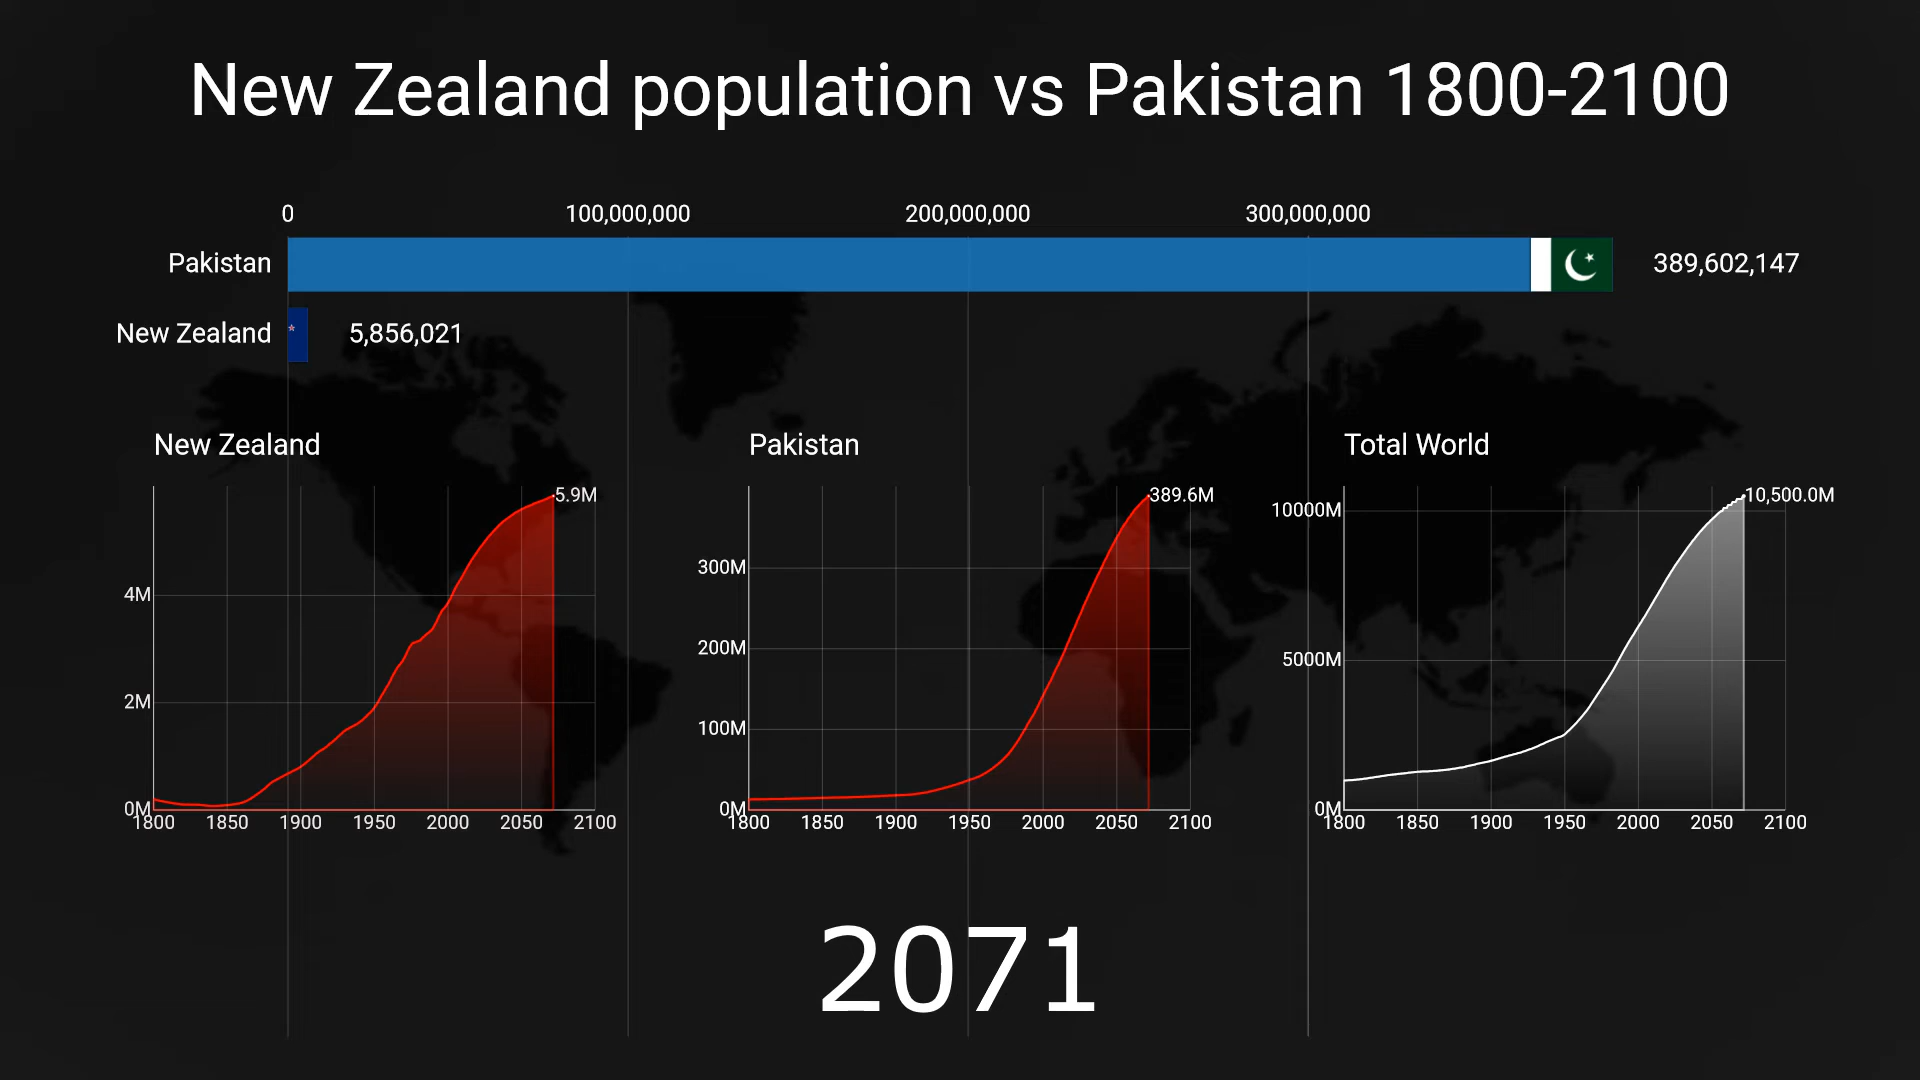 New Zealand population vs Pakistan 1800-2100
0 100,000,000 200,000,000 300,000,000
Pakistan 389,602,147
New Zealand 5,856,021
New Zealand
5.9M
4M
2M
0M
1800 1850 1900 1950 2000 2050 2100
Pakistan
389.6M
300M
200M
100M
0M
1800 1850 1900 1950 2000 2050 2100
Total World
10,500.0M
10000M
5000M
0M
1800 1850 1900 1950 2000 2050 2100
2071